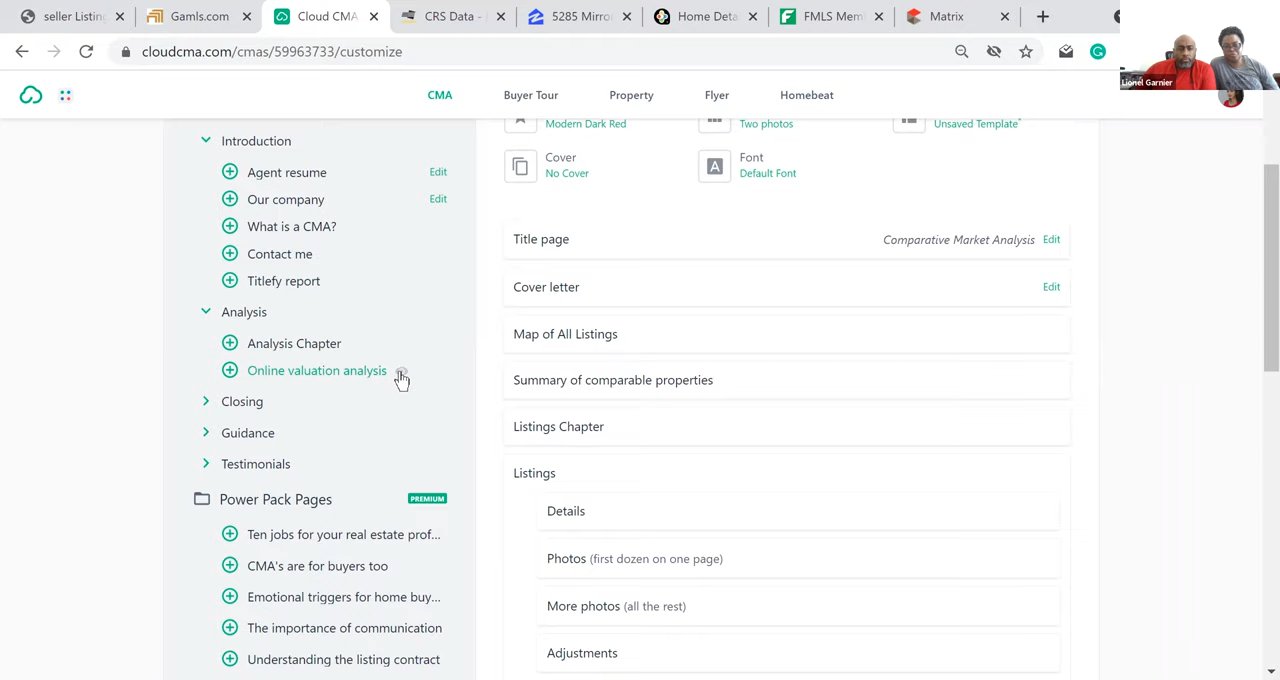 seller Listing
Gamls.com
Cloud CMA
CRS Data -
5285 Mirro
Home Deta
FMLS Mem
Matrix
cloudcma.com/cmas/59963733/customize
Lionel Garnier
CMA
Buyer Tour
Property
Flyer
Homebeat
Introduction
Agent resume Edit
Our company Edit
What is a CMA?
Contact me
Titlefy report
Analysis
Analysis Chapter
Online valuation analysis
Closing
Guidance
Testimonials
Power Pack Pages PREMIUM
Ten jobs for your real estate prof...
CMA's are for buyers too
Emotional triggers for home buy...
The importance of communication
Understanding the listing contract
Modern Dark Red
Two photos
Unsaved Template*
Cover
No Cover
A
Font
Default Font
Title page Comparative Market Analysis Edit
Cover letter Edit
Map of All Listings
Summary of comparable properties
Listings Chapter
Listings
Details
Photos (first dozen on one page)
More photos (all the rest)
Adjustments